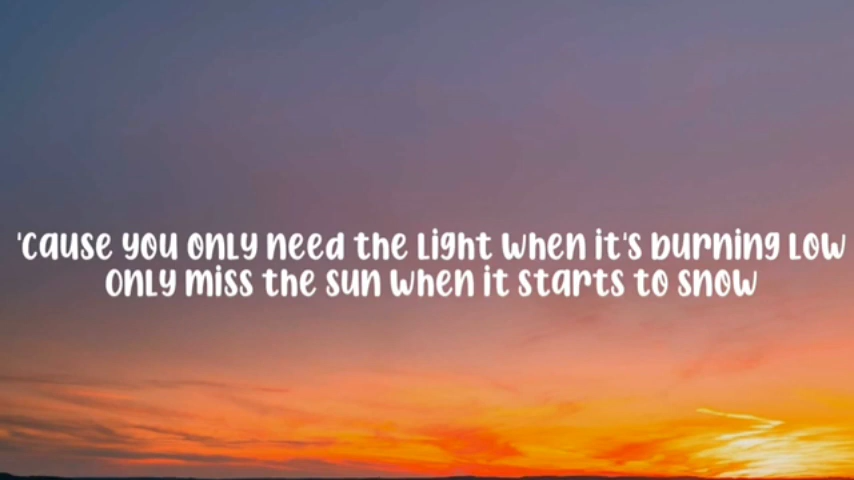 'Cause you only need the light when it's burning low
Only miss the sun when it starts to snow